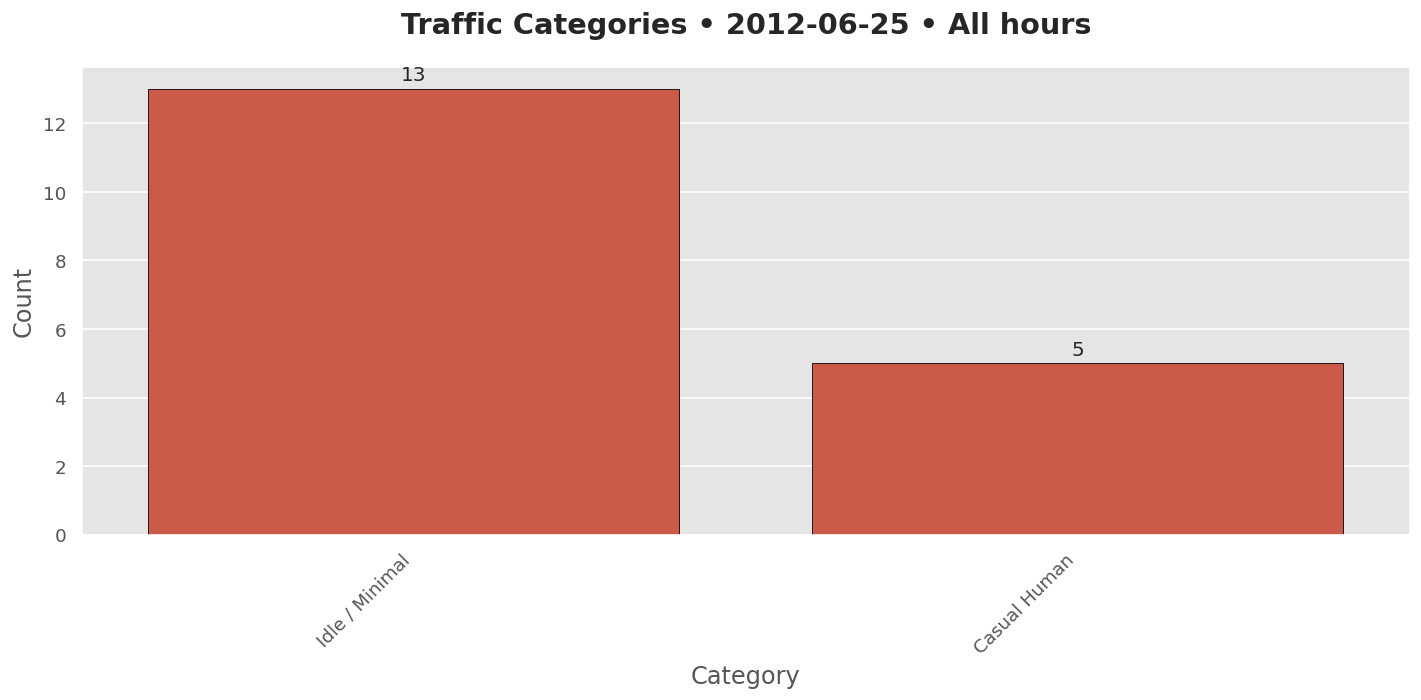 Traffic Categories • 2012-06-25 • All hours
13
12
10
8
6
5
4
2
0
Count
Idle / Minimal
Casual Human
Category